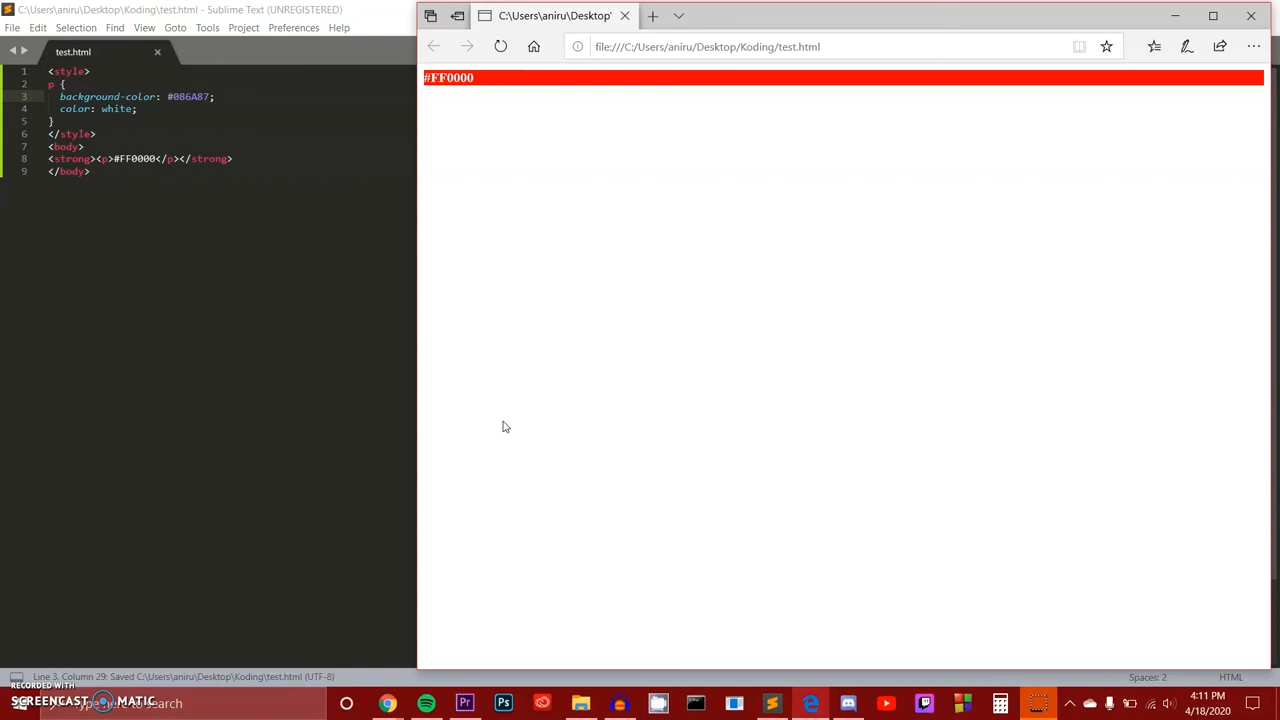 C:\Users\aniru\Desktop\Koding\test.html - Sublime Text (UNREGISTERED)
File Edit Selection Find View Goto Tools Project Preferences Help
test.html
1 <style>
2 p {
3 background-color: #086A87;
4 color: white;
5 }
6 </style>
7 <body>
8 <strong><p>#FF0000</p></strong>
9 </body>
C:\Users\aniru\Desktop\
file:///C:/Users/aniru/Desktop/Koding/test.html
#FF0000
Line 3, Column 29: Saved C:\Users\aniru\Desktop\Koding\test.html (UTF-8)
Spaces: 2
HTML
RECORDED WITH
SCREENCAST MATIC
to search
4:11 PM
4/18/2020